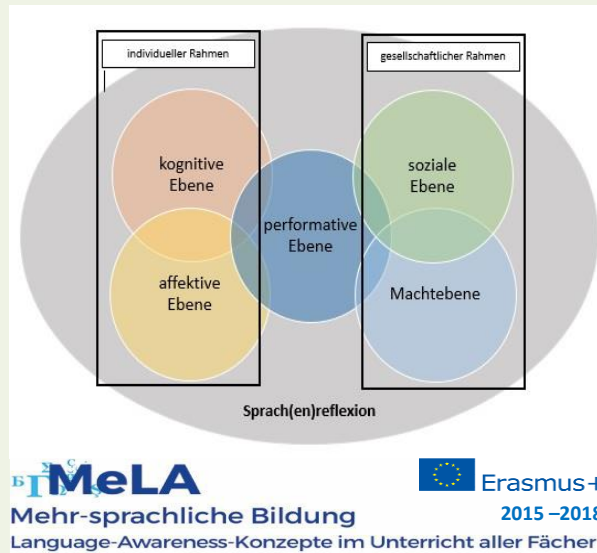 individueller Rahmen
gesellschaftlicher Rahmen
kognitive
Ebene
soziale
Ebene
performative
Ebene
affektive
Ebene
Machtebene
Sprach(en)reflexion
MeLA
Erasmus+
Mehr-sprachliche Bildung
2015 –2018
Language-Awareness-Konzepte im Unterricht aller Fächer